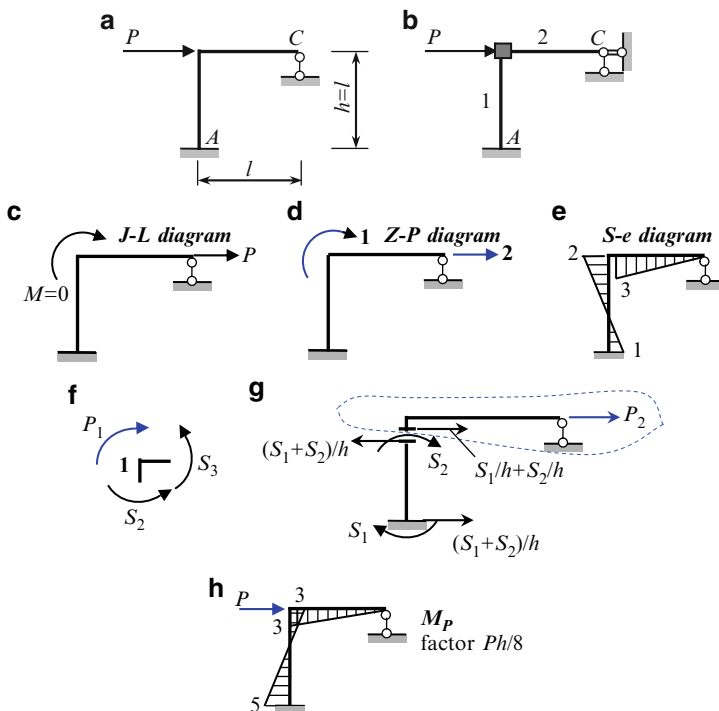 a
P
C
h=l
A
l
b
P
2
C
1
A
c
J-L diagram
P
M=0
d
1 Z-P diagram
2
e
S-e diagram
2
3
1
f
P1
1
S3
S2
g
P2
(S1+S2)/h
S2
S1/h+S2/h
S1
(S1+S2)/h
h
P
3
3
MP
factor Ph/8
5